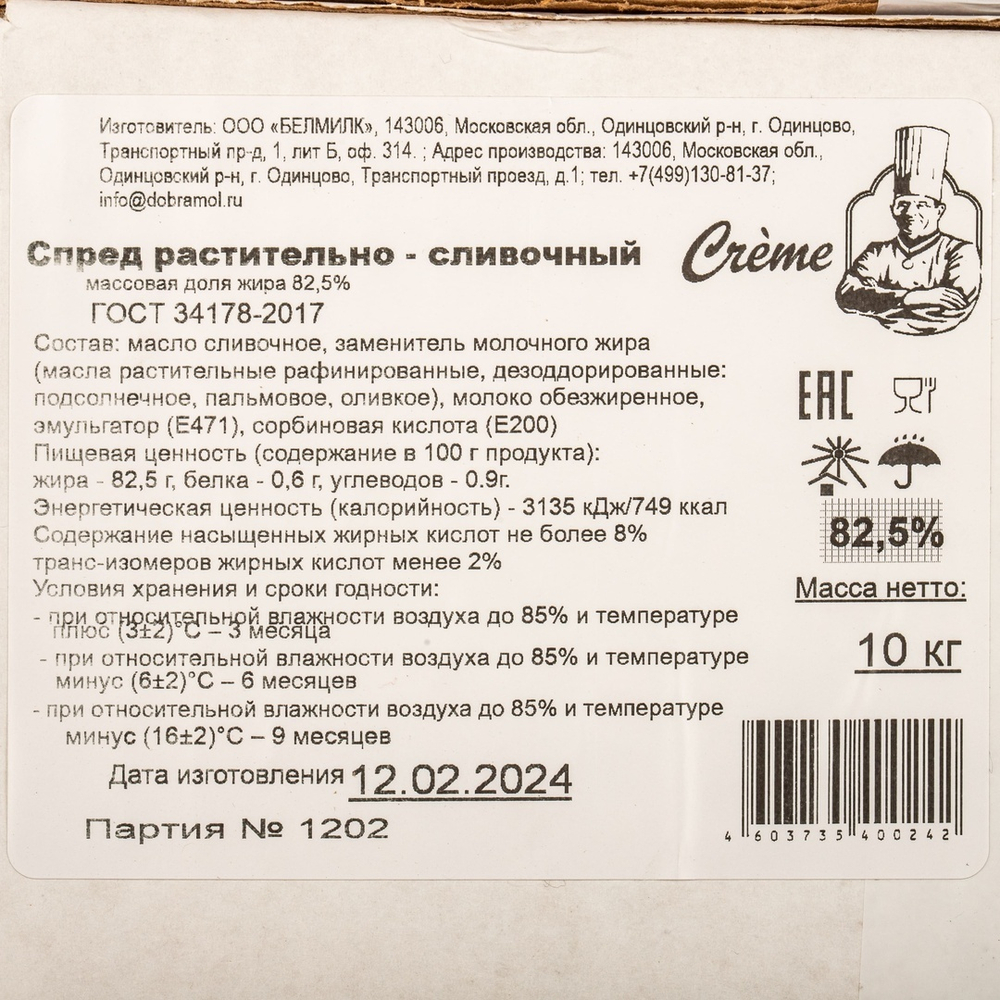 Изготовитель: ООО «БЕЛМИЛК», 143006, Московская обл., Одинцовский р-н, г. Одинцово,
Транспортный пр-д, 1, лит Б, оф. 314. ; Адрес производства: 143006, Московская обл.,
Одинцовский р-н, г. Одинцово, Транспортный проезд, д.1; тел. +7(499)130-81-37;
info@dobramol.ru
Спред растительно - сливочный
Crème
массовая доля жира 82,5%
ГОСТ 34178-2017
Состав: масло сливочное, заменитель молочного жира
(масла растительные рафинированные, дезоддорированные:
подсолнечное, пальмовое, оливкое), молоко обезжиренное,
эмульгатор (Е471), сорбиновая кислота (Е200)
Пищевая ценность (содержание в 100 г продукта):
жира - 82,5 г, белка - 0,6 г, углеводов - 0.9г.
Энергетическая ценность (калорийность) - 3135 кДж/749 ккал
Содержание насыщенных жирных кислот не более 8%
транс-изомеров жирных кислот менее 2%
Условия хранения и сроки годности:
- при относительной влажности воздуха до 85% и температуре
плюс (3±2)°С – 3 месяца
- при относительной влажности воздуха до 85% и температуре
минус (6±2)°С – 6 месяцев
- при относительной влажности воздуха до 85% и температуре
минус (16±2)°С – 9 месяцев
Дата изготовления 12.02.2024
Партия № 1202
EAC
82,5%
Масса нетто:
10 кг
4 603735 400242